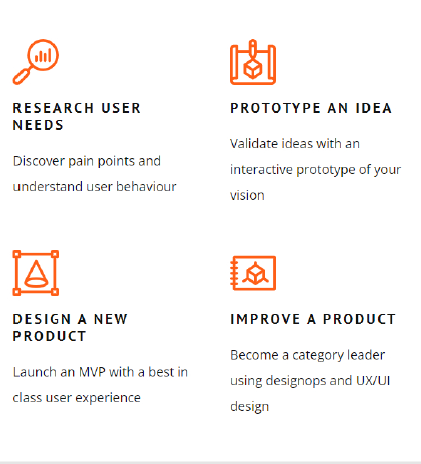 RESEARCH USER
NEEDS
Discover pain points and
understand user behaviour
PROTOTYPE AN IDEA
Validate ideas with an
interactive prototype of your
vision
DESIGN A NEW
PRODUCT
Launch an MVP with a best in
class user experience
IMPROVE A PRODUCT
Become a category leader
using designops and UX/UI
design